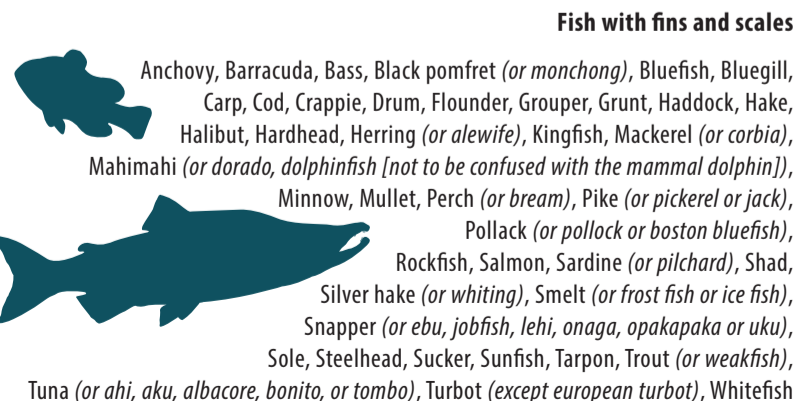 Fish with fins and scales
Anchovy, Barracuda, Bass, Black pomfret (or monchong), Bluefish, Bluegill,
Carp, Cod, Crappie, Drum, Flounder, Grouper, Grunt, Haddock, Hake,
Halibut, Hardhead, Herring (or alewife), Kingfish, Mackerel (or corbia),
Mahimahi (or dorado, dolphinfish [not to be confused with the mammal dolphin]),
Minnow, Mullet, Perch (or bream), Pike (or pickerel or jack),
Pollack (or pollock or boston bluefish),
Rockfish, Salmon, Sardine (or pilchard), Shad,
Silver hake (or whiting), Smelt (or frost fish or ice fish),
Snapper (or ebu, jobfish, lehi, onaga, opakapaka or uku),
Sole, Steelhead, Sucker, Sunfish, Tarpon, Trout (or weakfish),
Tuna (or ahi, aku, albacore, bonito, or tombo), Turbot (except european turbot), Whitefish